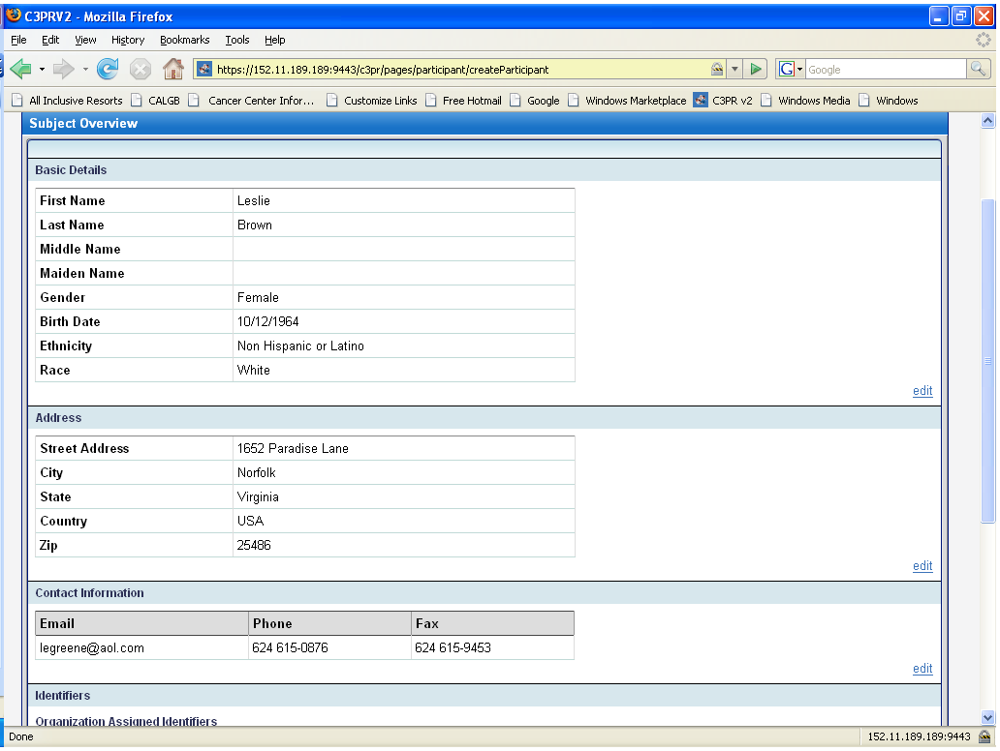 C3PRV2 - Mozilla Firefox
File Edit View History Bookmarks Tools Help
https://152.11.189.189:9443/c3pr/pages/participant/createParticipant G Google
All Inclusive Resorts CALGB Cancer Center Infor... Customize Links Free Hotmail Google Windows Marketplace C3PR v2 Windows Media Windows
Subject Overview
Basic Details
First Name Leslie
Last Name Brown
Middle Name
Maiden Name
Gender Female
Birth Date 10/12/1964
Ethnicity Non Hispanic or Latino
Race White
edit
Address
Street Address 1652 Paradise Lane
City Norfolk
State Virginia
Country USA
Zip 25486
edit
Contact Information
Email Phone Fax
legreene@aol.com 624 615-0876 624 615-9453
edit
Identifiers
Organization Assigned Identifiers
Done 152.11.189.189:9443